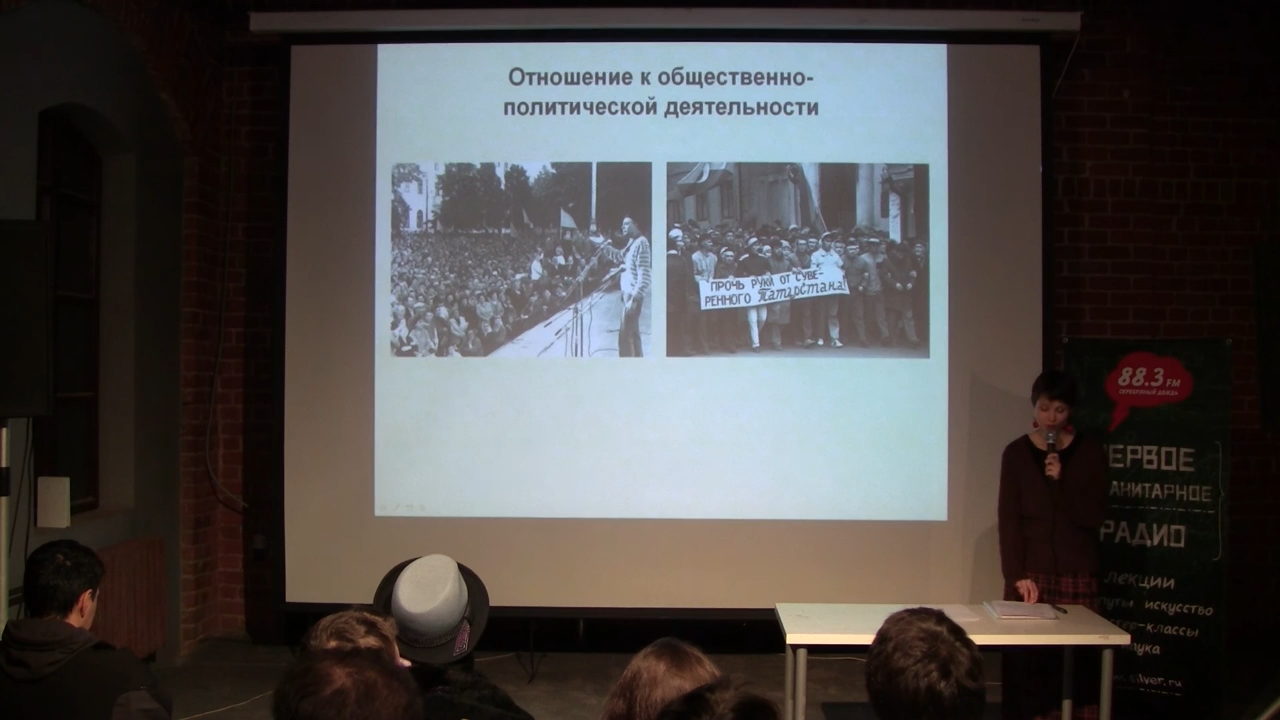 Отношение к общественно-
политической деятельности
ПРОЧЬ РУКИ ОТ СУВЕ-
РЕННОГО Татарстана!
88.3 FM
СЕРЕБРЯНЫЙ ДОЖДЬ
ЕРВОЕ
АНИТАРНОЕ
РАДИО
лекции
искусство
-классы